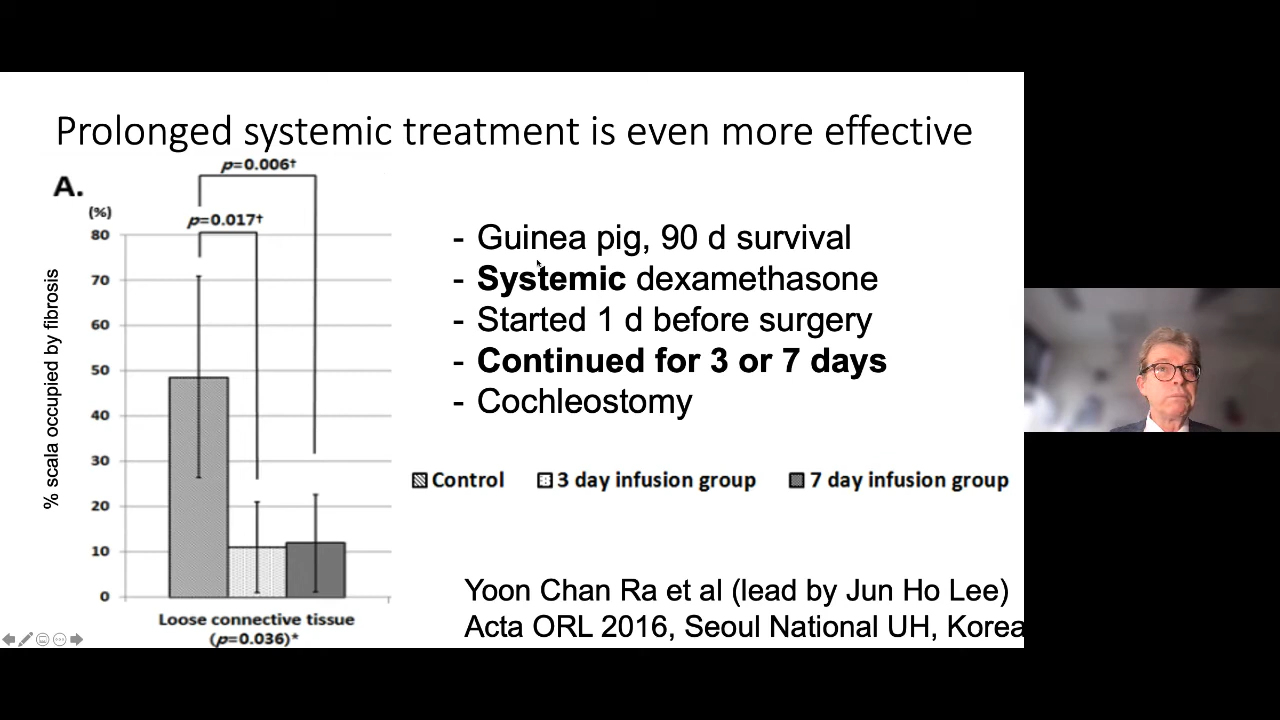 Prolonged systemic treatment is even more effective
A.
p=0.006†
(%)
p=0.017†
80
70
60
50
40
30
20
10
0
% scala occupied by fibrosis
Loose connective tissue
(p=0.036)*
- Guinea pig, 90 d survival
- Systemic dexamethasone
- Started 1 d before surgery
- Continued for 3 or 7 days
- Cochleostomy
Control
3 day infusion group
7 day infusion group
Yoon Chan Ra et al (lead by Jun Ho Lee)
Acta ORL 2016, Seoul National UH, Korea